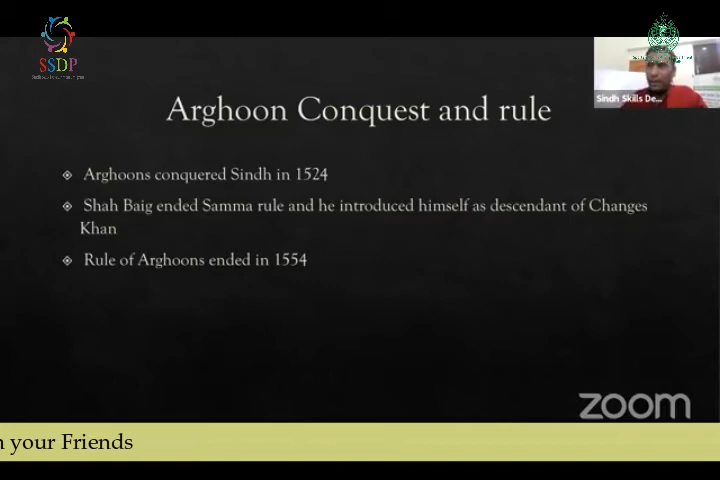 SSDP
Sindh Skills De...
Arghoon Conquest and rule
Arghoons conquered Sindh in 1524
Shah Baig ended Samma rule and he introduced himself as descendant of Changes
Khan
Rule of Arghoons ended in 1554
zoom
your Friends